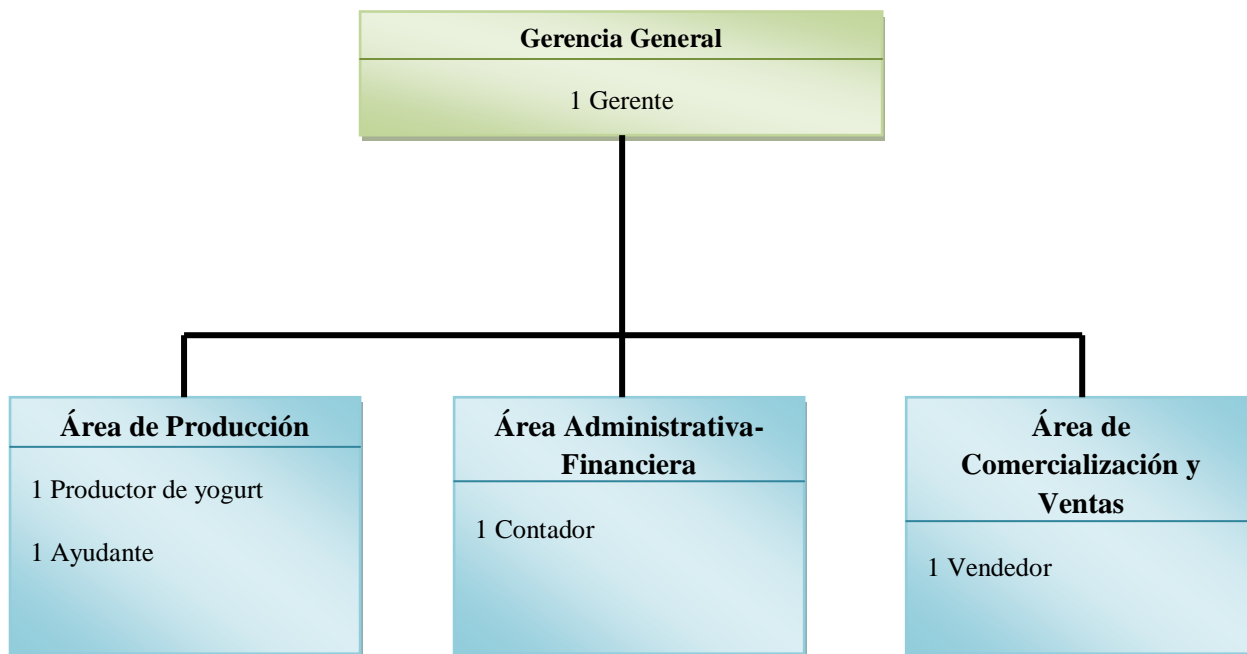 Gerencia General
1 Gerente
Área de Producción
1 Productor de yogurt
1 Ayudante
Área Administrativa-
Financiera
1 Contador
Área de
Comercialización y
Ventas
1 Vendedor